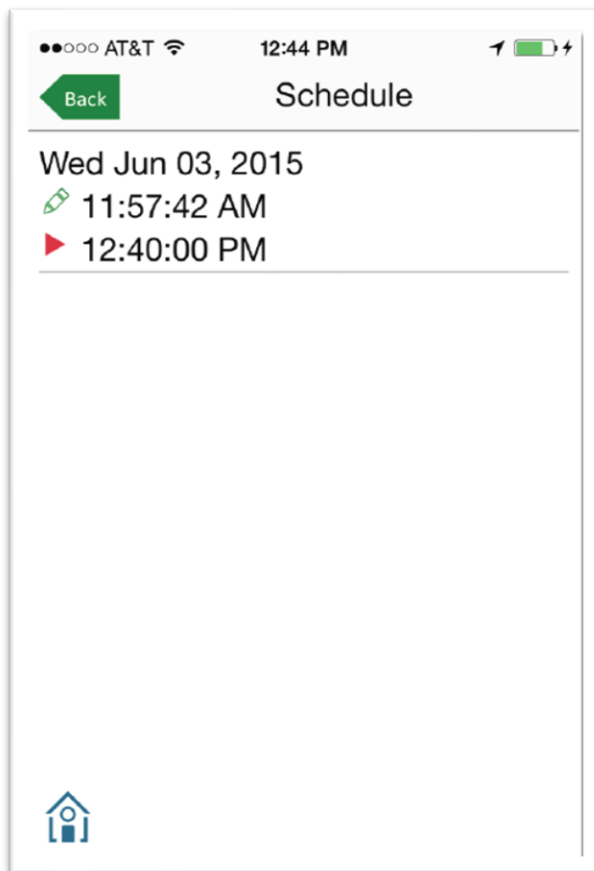 AT&T 12:44 PM
Back Schedule
Wed Jun 03, 2015
11:57:42 AM
12:40:00 PM